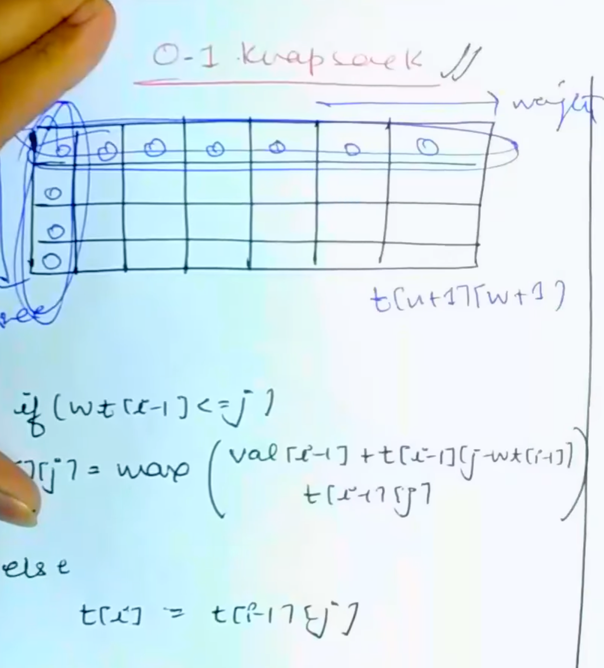 0-1 Knapsack //
weight
0 0 0 0 0 0 0
0
0
0
t[n+1][w+1]
if (wt[i-1] <= j)
][j] = max ( val[i-1] + t[i-1][j-wt[i-1]]
t[i-1][j] )
else
t[i] = t[i-1][j]